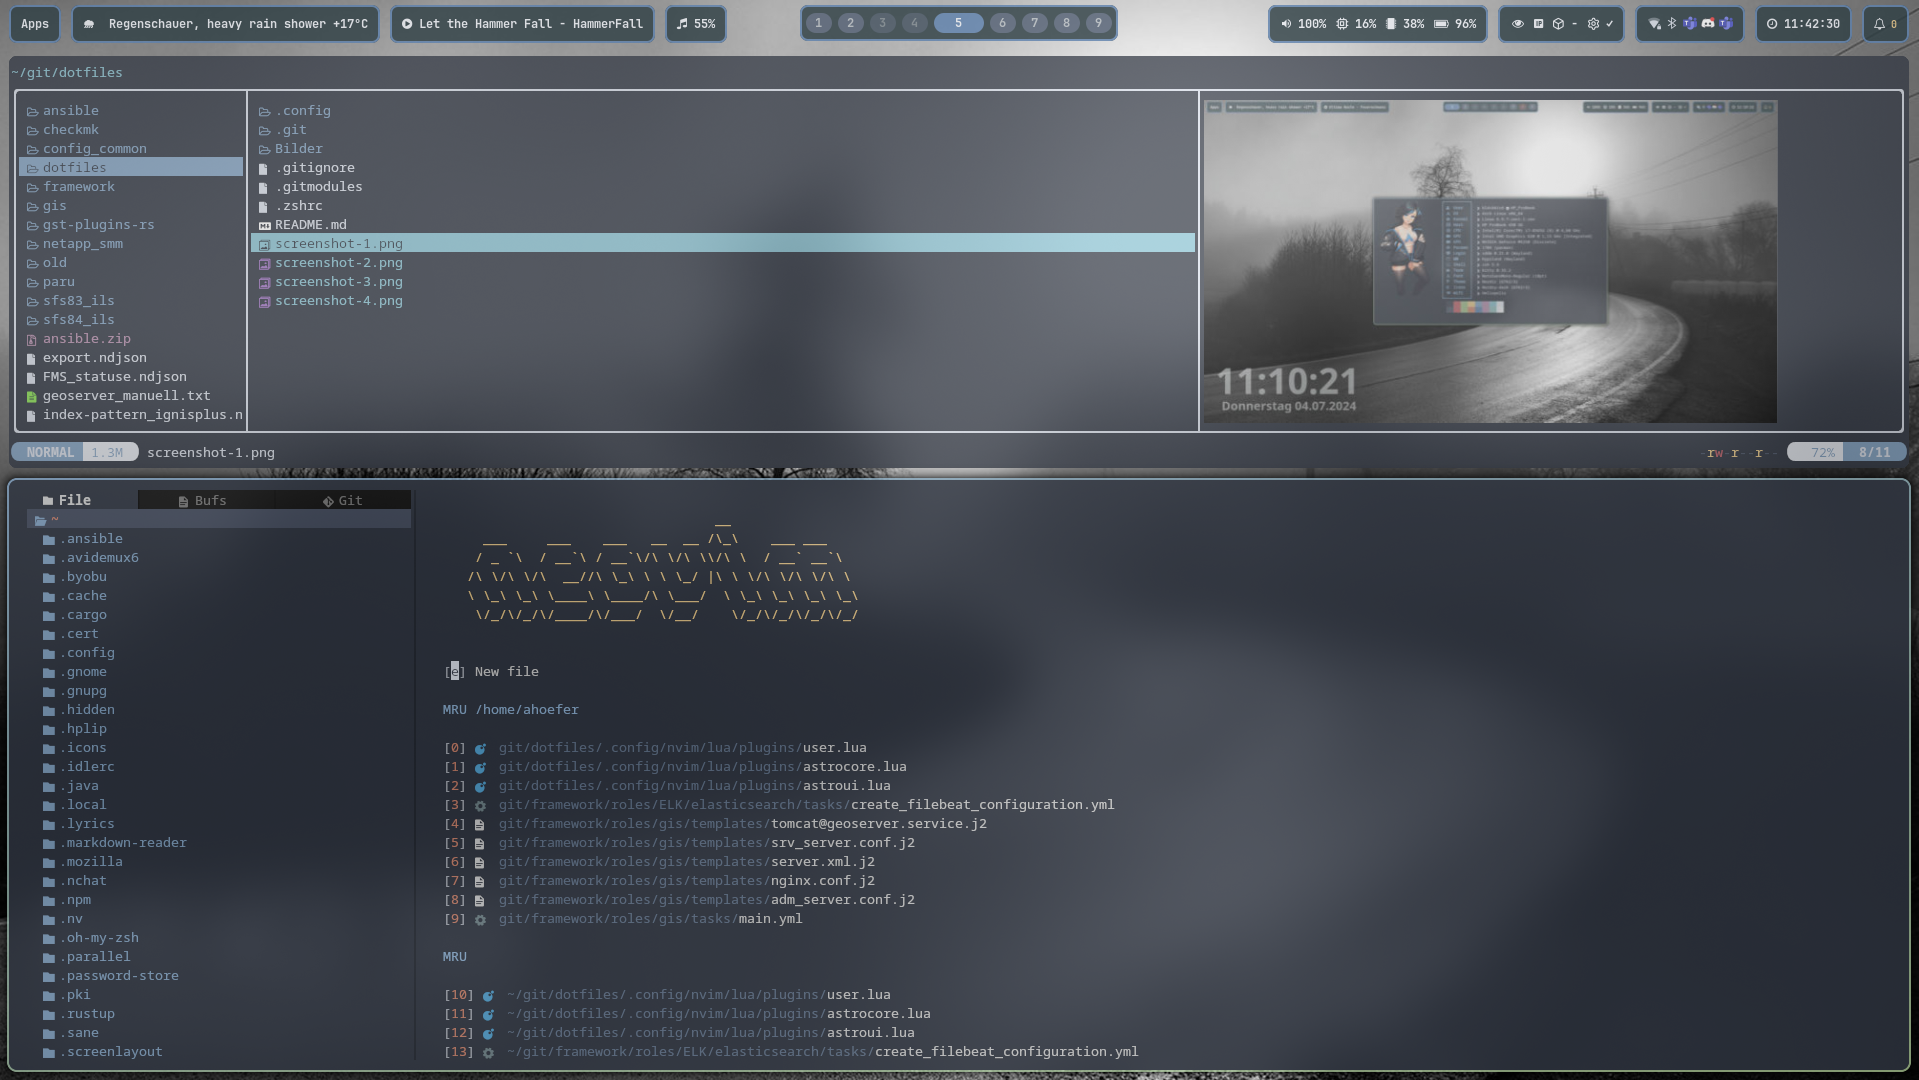 Apps
Regenschauer, heavy rain shower +17°C
Let the Hammer Fall - HammerFall
55%
1 2 3 4 5 6 7 8 9
100% 16% 38% 96%
- ✓
11:42:30
0
~/git/dotfiles
ansible
checkmk
config_common
dotfiles
framework
gis
gst-plugins-rs
netapp_smm
old
paru
sfs83_ils
sfs84_ils
ansible.zip
export.ndjson
FMS_statuse.ndjson
geoserver_manuell.txt
index-pattern_ignisplus.n
.config
.git
Bilder
.gitignore
.gitmodules
.zshrc
README.md
screenshot-1.png
screenshot-2.png
screenshot-3.png
screenshot-4.png
11:10:21
Donnerstag 04.07.2024
NORMAL 1.3M screenshot-1.png
-rw-r--r-- 72% 8/11
File Bufs Git
~
.ansible
.avidemux6
.byobu
.cache
.cargo
.cert
.config
.gnome
.gnupg
.hidden
.hplip
.icons
.idlerc
.java
.local
.lyrics
.markdown-reader
.mozilla
.nchat
.npm
.nv
.oh-my-zsh
.parallel
.password-store
.pki
.rustup
.sane
.screenlayout
neovim
[e] New file
MRU /home/ahoefer
[0] git/dotfiles/.config/nvim/lua/plugins/user.lua
[1] git/dotfiles/.config/nvim/lua/plugins/astrocore.lua
[2] git/dotfiles/.config/nvim/lua/plugins/astroui.lua
[3] git/framework/roles/ELK/elasticsearch/tasks/create_filebeat_configuration.yml
[4] git/framework/roles/gis/templates/tomcat@geoserver.service.j2
[5] git/framework/roles/gis/templates/srv_server.conf.j2
[6] git/framework/roles/gis/templates/server.xml.j2
[7] git/framework/roles/gis/templates/nginx.conf.j2
[8] git/framework/roles/gis/templates/adm_server.conf.j2
[9] git/framework/roles/gis/tasks/main.yml
MRU
[10] ~/git/dotfiles/.config/nvim/lua/plugins/user.lua
[11] ~/git/dotfiles/.config/nvim/lua/plugins/astrocore.lua
[12] ~/git/dotfiles/.config/nvim/lua/plugins/astroui.lua
[13] ~/git/framework/roles/ELK/elasticsearch/tasks/create_filebeat_configuration.yml